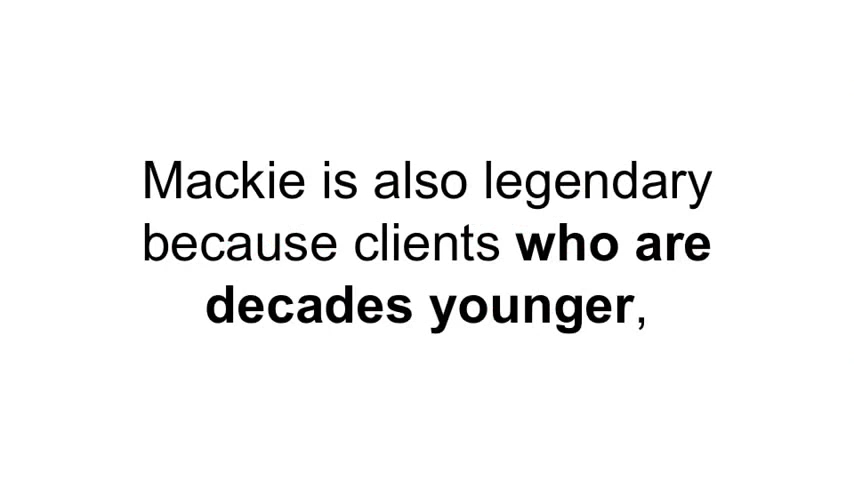 Mackie is also legendary
because clients who are
decades younger,